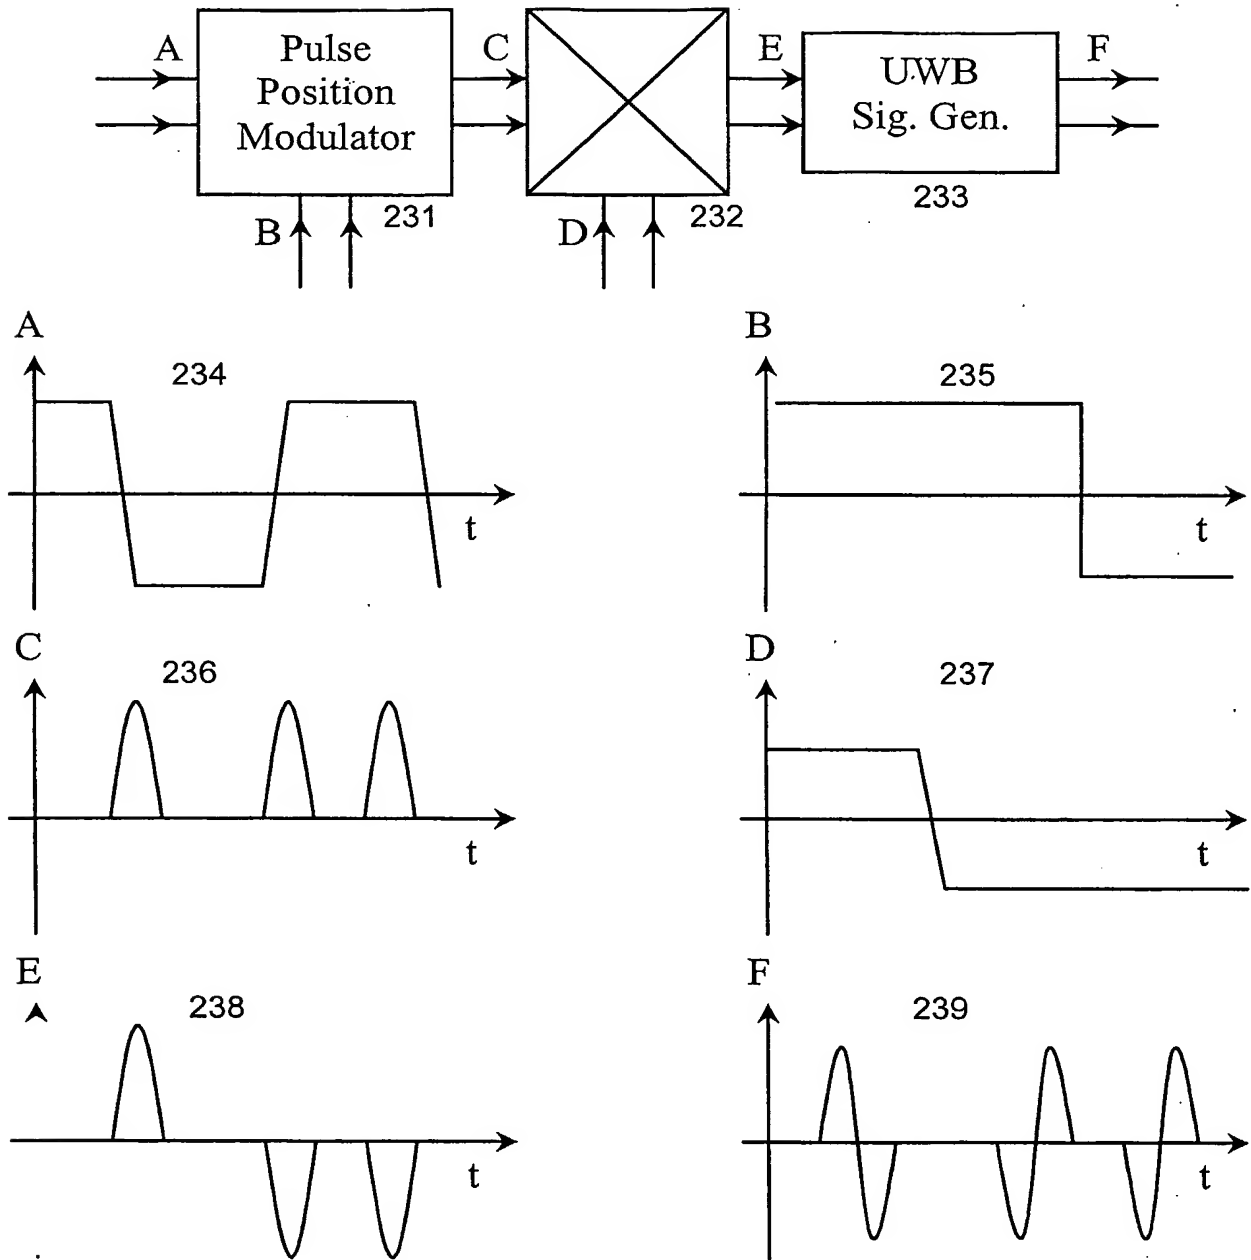 A
Pulse
Position
Modulator
C
E
UWB
Sig. Gen.
F
B
231
D
232
233
A
234
t
B
235
t
C
236
t
D
237
t
E
238
t
F
239
t